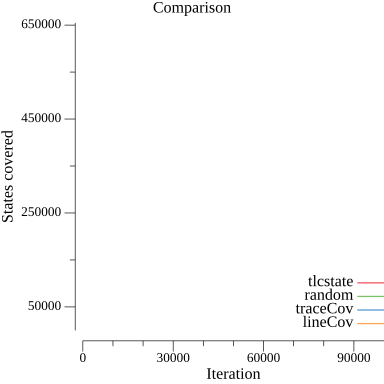 Comparison
650000
450000
250000
50000
States covered
tlcstate
random
traceCov
lineCov
0 30000 60000 90000
Iteration